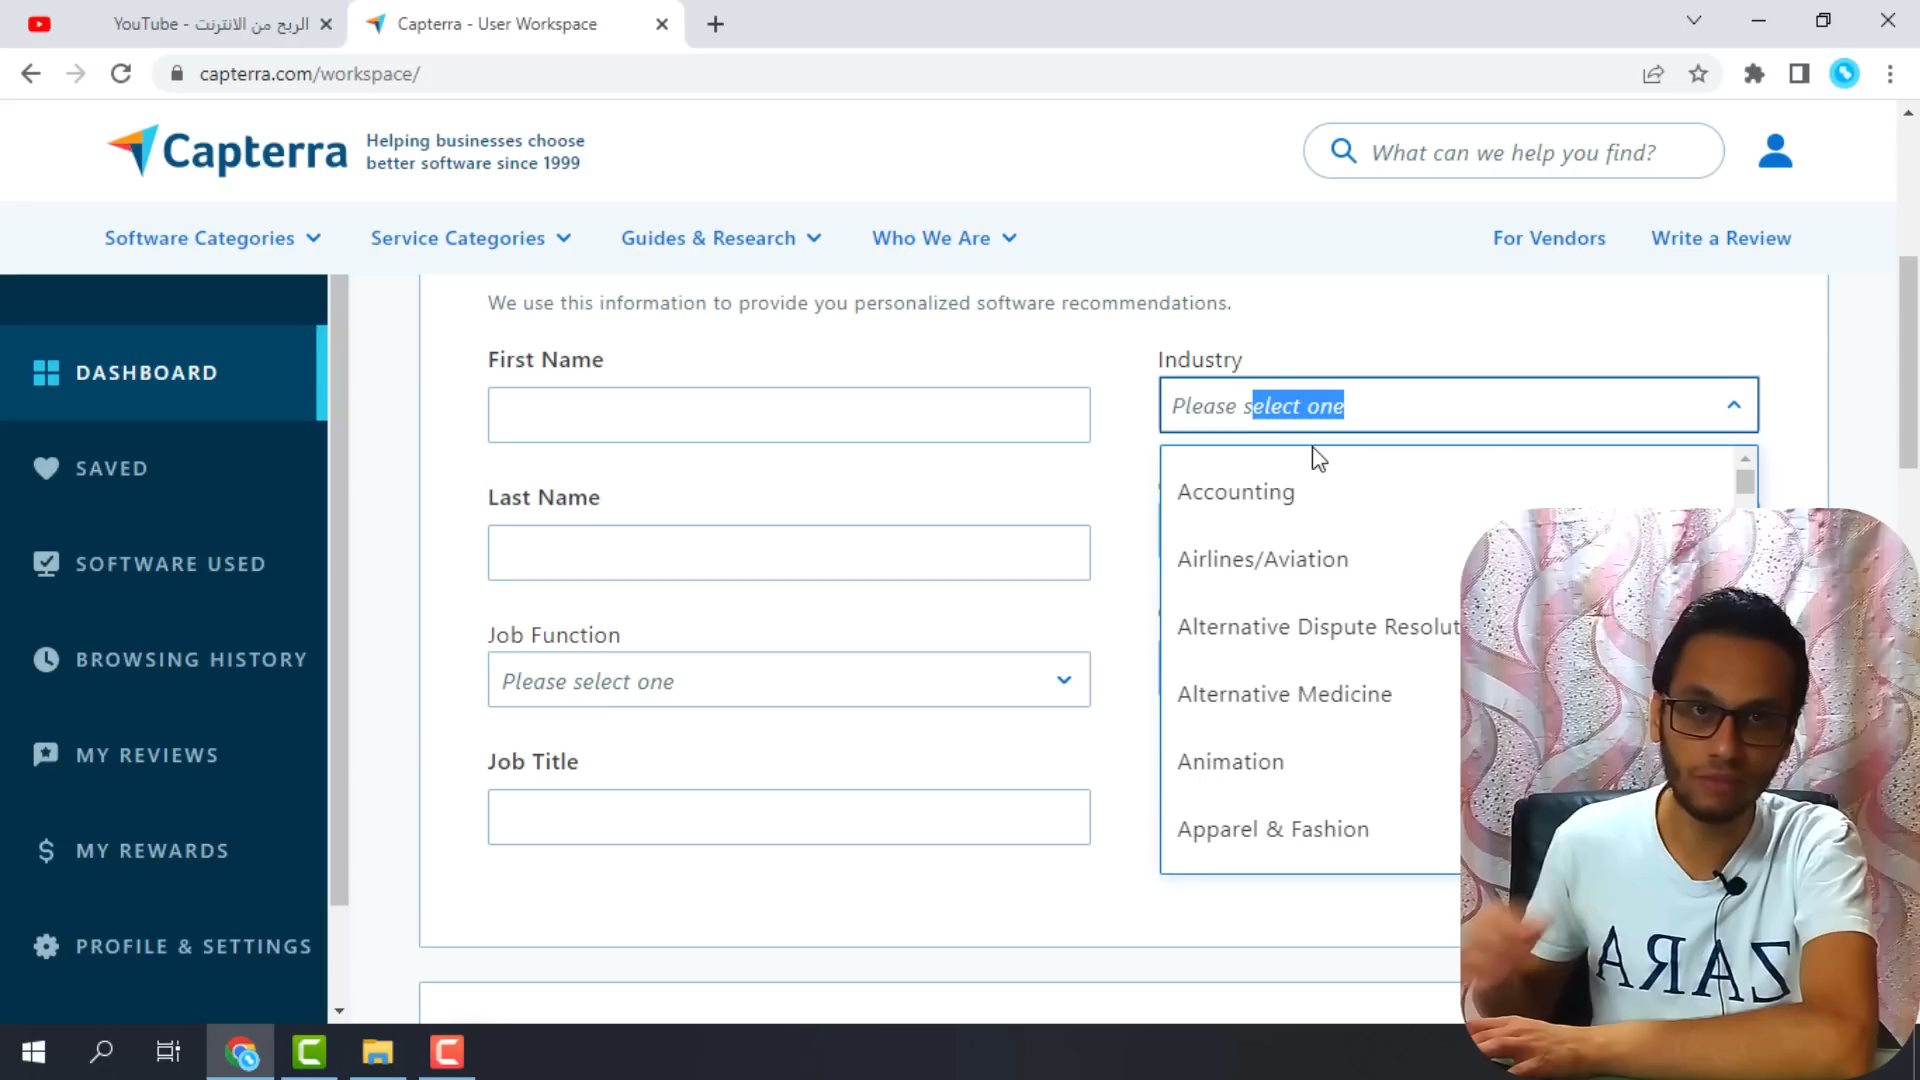 الربح من الانترنت - YouTube
Capterra - User Workspace
capterra.com/workspace/
Capterra
Helping businesses choose
better software since 1999
What can we help you find?
Software Categories
Service Categories
Guides & Research
Who We Are
For Vendors
Write a Review
DASHBOARD
SAVED
SOFTWARE USED
BROWSING HISTORY
MY REVIEWS
MY REWARDS
PROFILE & SETTINGS
We use this information to provide you personalized software recommendations.
First Name
Last Name
Job Function
Please select one
Job Title
Industry
Please select one
Accounting
Airlines/Aviation
Alternative Dispute Resolut
Alternative Medicine
Animation
Apparel & Fashion
ZARA